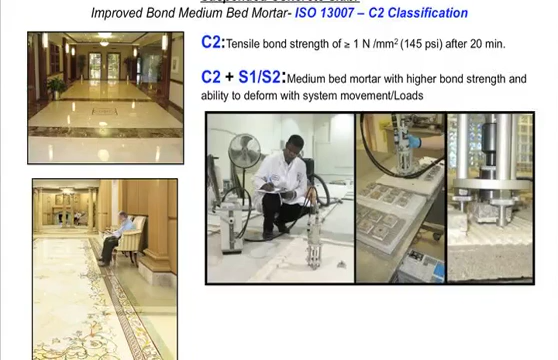 Improved Bond Medium Bed Mortar- ISO 13007 – C2 Classification
C2:Tensile bond strength of ≥ 1 N /mm² (145 psi) after 20 min.
C2 + S1/S2:Medium bed mortar with higher bond strength and
ability to deform with system movement/Loads